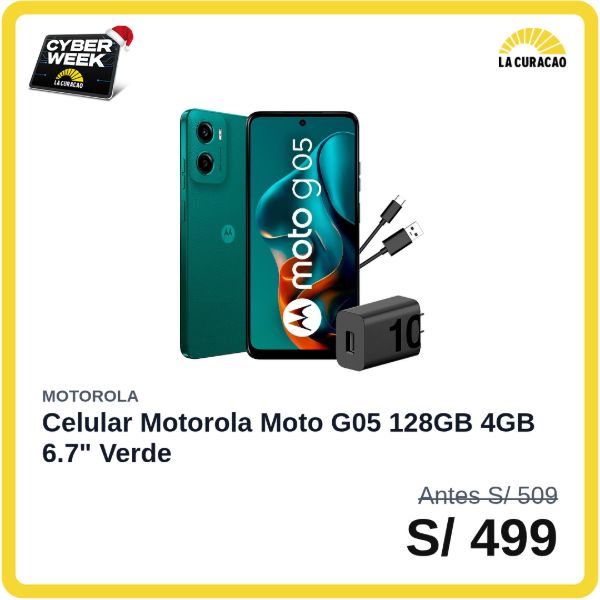 CYBER
WEEK
LA CURACAO
LA CURACAO
moto g05
10
MOTOROLA
Celular Motorola Moto G05 128GB 4GB
6.7" Verde
Antes S/ 509
S/ 499